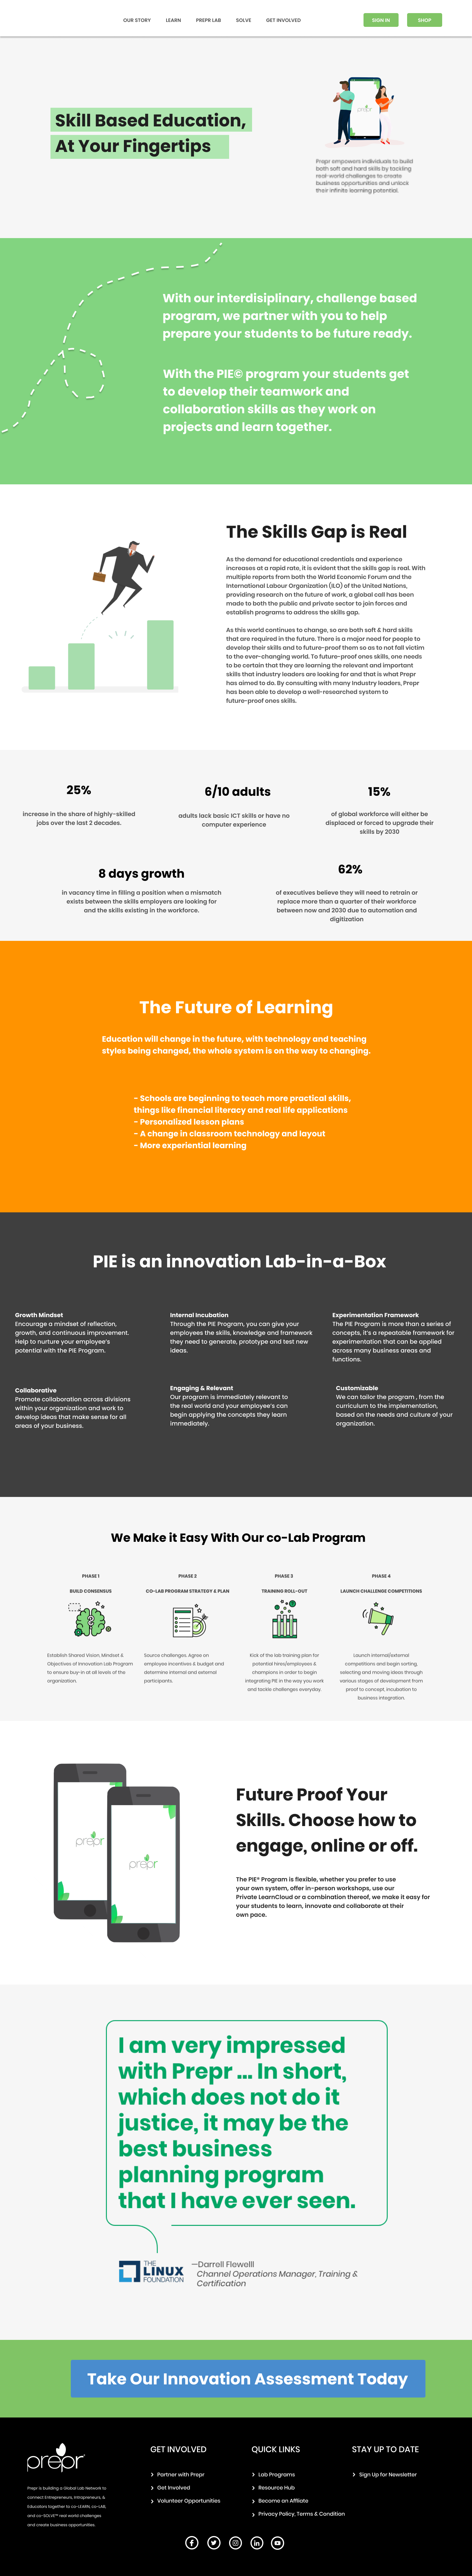 OUR STORY
LEARN
PREPR LAB
SOLVE
GET INVOLVED
SIGN IN
SHOP
Skill Based Education,
At Your Fingertips
prepr
Prepr empowers individuals to build
both soft and hard skills by tackling
real-world challenges to create
business opportunities and unlock
their infinite learning potential.
With our interdisciplinary, challenge based
program, we partner with you to help
prepare your students to be future ready.
With the PIE© program your students get
to develop their teamwork and
collaboration skills as they work on
projects and learn together.
The Skills Gap is Real
As the demand for educational credentials and experience
increases at a rapid rate, it is evident that the skills gap is real. With
multiple reports from both the World Economic Forum and the
International Labour Organization (ILO) of the United Nations,
providing research on the future of work, a global call has been
made to both the public and private sector to join forces and
establish programs to address the skills gap.
As this world continues to change, so are both soft & hard skills
that are required in the future. There is a major need for people to
develop their skills and to future-proof them so as to not fall victim
to the ever-changing world. To future-proof ones skills, one needs
to be certain that they are learning the relevant and important
skills that industry leaders are looking for and that is what Prepr
has aimed to do. By consulting with many Industry leaders, Prepr
has been able to develop a well-researched system to
future-proof ones skills.
25%
increase in the share of highly-skilled
jobs over the last 2 decades.
6/10 adults
adults lack basic ICT skills or have no
computer experience
15%
of global workforce will either be
displaced or forced to upgrade their
skills by 2030
8 days growth
in vacancy time in filling a position when a mismatch
exists between the skills employers are looking for
and the skills existing in the workforce.
62%
of executives believe they will need to retrain or
replace more than a quarter of their workforce
between now and 2030 due to automation and
digitization
The Future of Learning
Education will change in the future, with technology and teaching
styles being changed, the whole system is on the way to changing.
- Schools are beginning to teach more practical skills,
things like financial literacy and real life applications
- Personalized lesson plans
- A change in classroom technology and layout
- More experiential learning
PIE is an innovation Lab-in-a-Box
Growth Mindset
Encourage a mindset of reflection,
growth, and continuous improvement.
Help to nurture your employee's
potential with the PIE Program.
Internal Incubation
Through the PIE Program, you can give your
employees the skills, knowledge and framework
they need to generate, prototype and test new
ideas.
Experimentation Framework
The PIE Program is more than a series of
concepts, it's a repeatable framework for
experimentation that can be applied
across many business areas and
functions.
Collaborative
Promote collaboration across divisions
within your organization and work to
develop ideas that make sense for all
areas of your business.
Engaging & Relevant
Our program is immediately relevant to
the real world and your employee's can
begin applying the concepts they learn
immediately.
Customizable
We can tailor the program , from the
curriculum to the implementation,
based on the needs and culture of your
organization.
We Make it Easy With Our co-Lab Program
PHASE 1
BUILD CONSENSUS
Establish Shared Vision, Mindset &
Objectives of Innovation Lab Program
to ensure buy-in at all levels of the
organization.
PHASE 2
CO-LAB PROGRAM STRATEGY & PLAN
Source challenges. Agree on
employee incentives & budget and
determine internal and external
participants.
PHASE 3
TRAINING ROLL-OUT
Kick of the lab training plan for
potential hires/employees &
champions in order to begin
integrating PIE in the way you work
and tackle challenges everyday.
PHASE 4
LAUNCH CHALLENGE COMPETITIONS
Launch internal/external
competitions and begin sorting,
selecting and moving ideas through
various stages of development from
proof to concept, incubation to
business integration.
prepr
prepr
Future Proof Your
Skills. Choose how to
engage, online or off.
The PIE® Program is flexible, whether you prefer to use
your own system, offer in-person workshops, use our
Private LearnCloud or a combination thereof, we make it easy for
your students to learn, innovate and collaborate at their
own pace.
I am very impressed
with Prepr ... In short,
which does not do it
justice, it may be the
best business
planning program
that I have ever seen.
THE
LINUX
FOUNDATION
—Darrell Flewelll
Channel Operations Manager, Training &
Certification
Take Our Innovation Assessment Today
prepr
Prepr is building a Global Lab Network to
connect Entrepreneurs, Intrapreneurs, &
Educators together to co-LEARN, co-LAB,
and co-SOLVE™ real world challenges
and create business opportunities.
GET INVOLVED
Partner with Prepr
Get Involved
Volunteer Opportunities
QUICK LINKS
Lab Programs
Resource Hub
Become an Affliate
Privacy Policy, Terms & Condition
STAY UP TO DATE
Sign Up for Newsletter